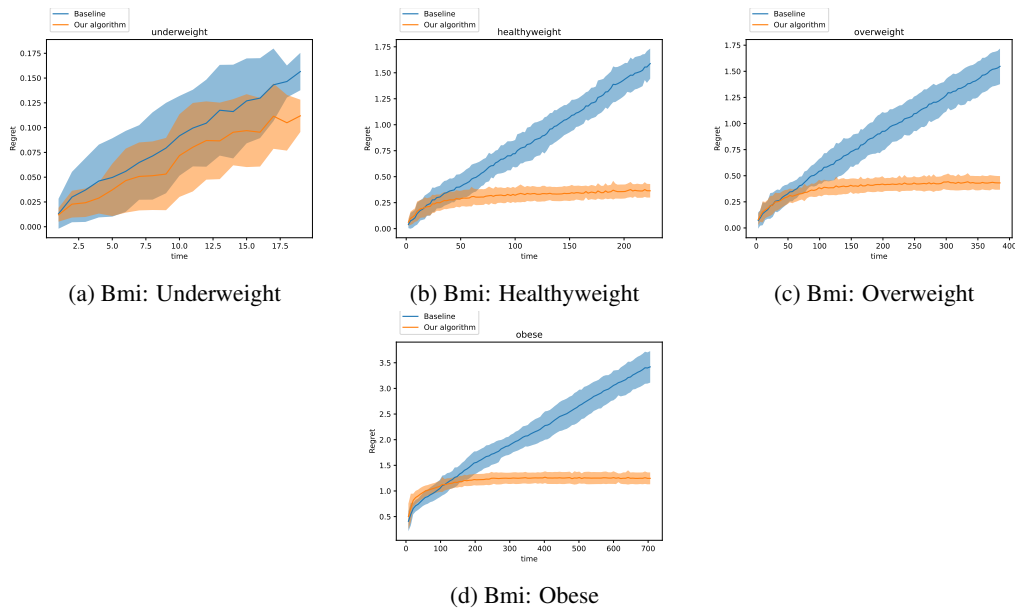 Baseline
Our algorithm
underweight
Regret
0.175
0.150
0.125
0.100
0.075
0.050
0.025
0.000
2.5 5.0 7.5 10.0 12.5 15.0 17.5
time
(a) Bmi: Underweight
Baseline
Our algorithm
healthyweight
Regret
1.75
1.50
1.25
1.00
0.75
0.50
0.25
0.00
0 50 100 150 200
time
(b) Bmi: Healthyweight
Baseline
Our algorithm
overweight
Regret
1.75
1.50
1.25
1.00
0.75
0.50
0.25
0.00
0 50 100 150 200 250 300 350 400
time
(c) Bmi: Overweight
Baseline
Our algorithm
obese
Regret
3.5
3.0
2.5
2.0
1.5
1.0
0.5
0 100 200 300 400 500 600 700
time
(d) Bmi: Obese